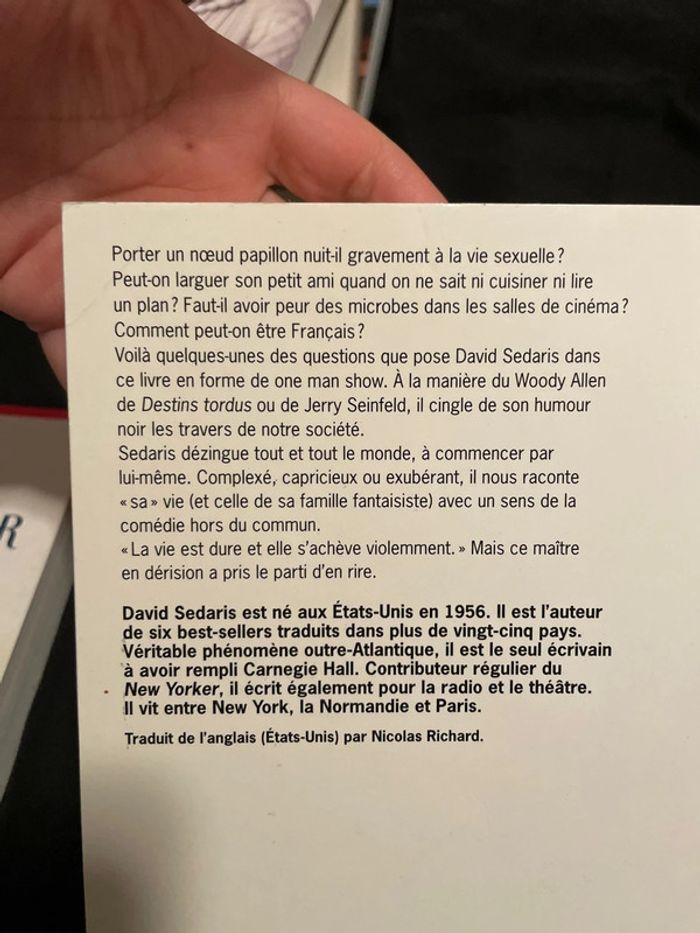 Porter un nœud papillon nuit-il gravement à la vie sexuelle ?
Peut-on larguer son petit ami quand on ne sait ni cuisiner ni lire
un plan ? Faut-il avoir peur des microbes dans les salles de cinéma ?
Comment peut-on être Français ?
Voilà quelques-unes des questions que pose David Sedaris dans
ce livre en forme de one man show. À la manière du Woody Allen
de Destins tordus ou de Jerry Seinfeld, il cingle de son humour
noir les travers de notre société.
Sedaris dézingue tout et tout le monde, à commencer par
lui-même. Complexé, capricieux ou exubérant, il nous raconte
« sa » vie (et celle de sa famille fantaisiste) avec un sens de la
comédie hors du commun.
« La vie est dure et elle s'achève violemment. » Mais ce maître
en dérision a pris le parti d'en rire.
David Sedaris est né aux États-Unis en 1956. Il est l'auteur
de six best-sellers traduits dans plus de vingt-cinq pays.
Véritable phénomène outre-Atlantique, il est le seul écrivain
à avoir rempli Carnegie Hall. Contributeur régulier du
New Yorker, il écrit également pour la radio et le théâtre.
Il vit entre New York, la Normandie et Paris.
Traduit de l'anglais (États-Unis) par Nicolas Richard.
R